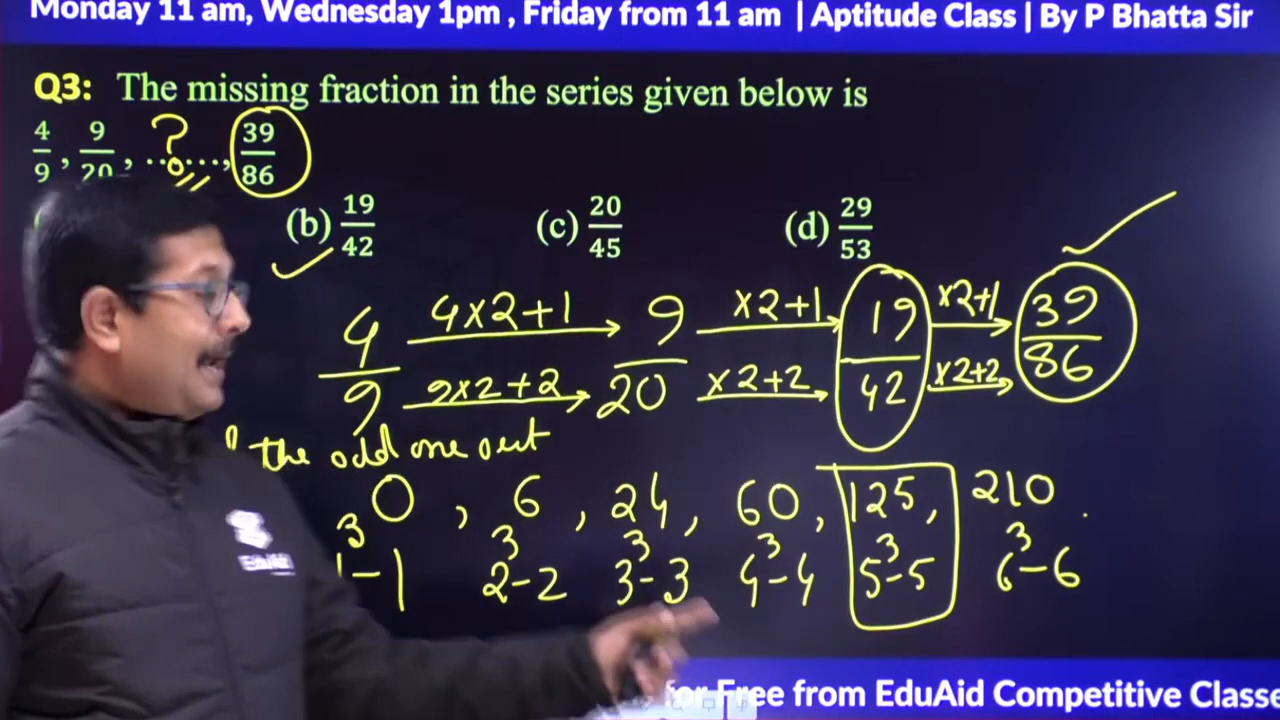 Monday 11 am, Wednesday 1pm , Friday from 11 am | Aptitude Class | By P Bhatta Sir
Q3: The missing fraction in the series given below is
4/9, 9/20, ? ......., 39/86
(b) 19/42 (c) 20/45 (d) 29/53
4 4×2+1 9 ×2+1 19 ×2+1 39
9 9×2+2 20 ×2+2 42 ×2+2 86
the odd one out
0, 6, 24, 60, 125, 210.
³-1 2³-2 3³-3 4³-4 5³-5 6³-6
EduAid
for Free from EduAid Competitive Classe